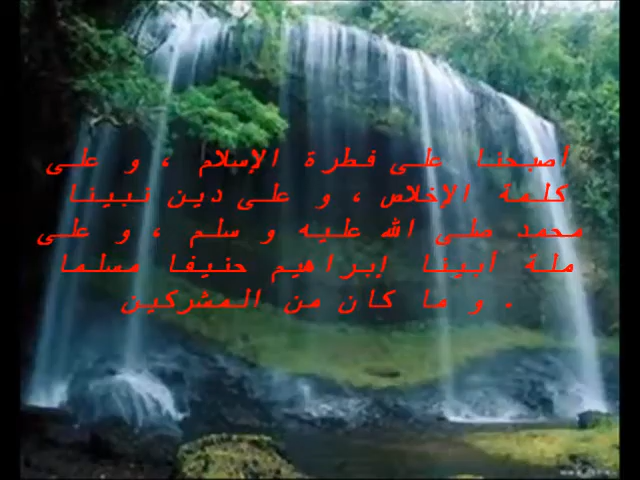 أصبحنا على فطرة الإسلام ، و على
كلمة الإخلاص ، و على دين نبينا
محمد صلى الله عليه و سلم ، و على
ملة أبينا إبراهيم حنيفا مسلما
و ما كان من المشركين .